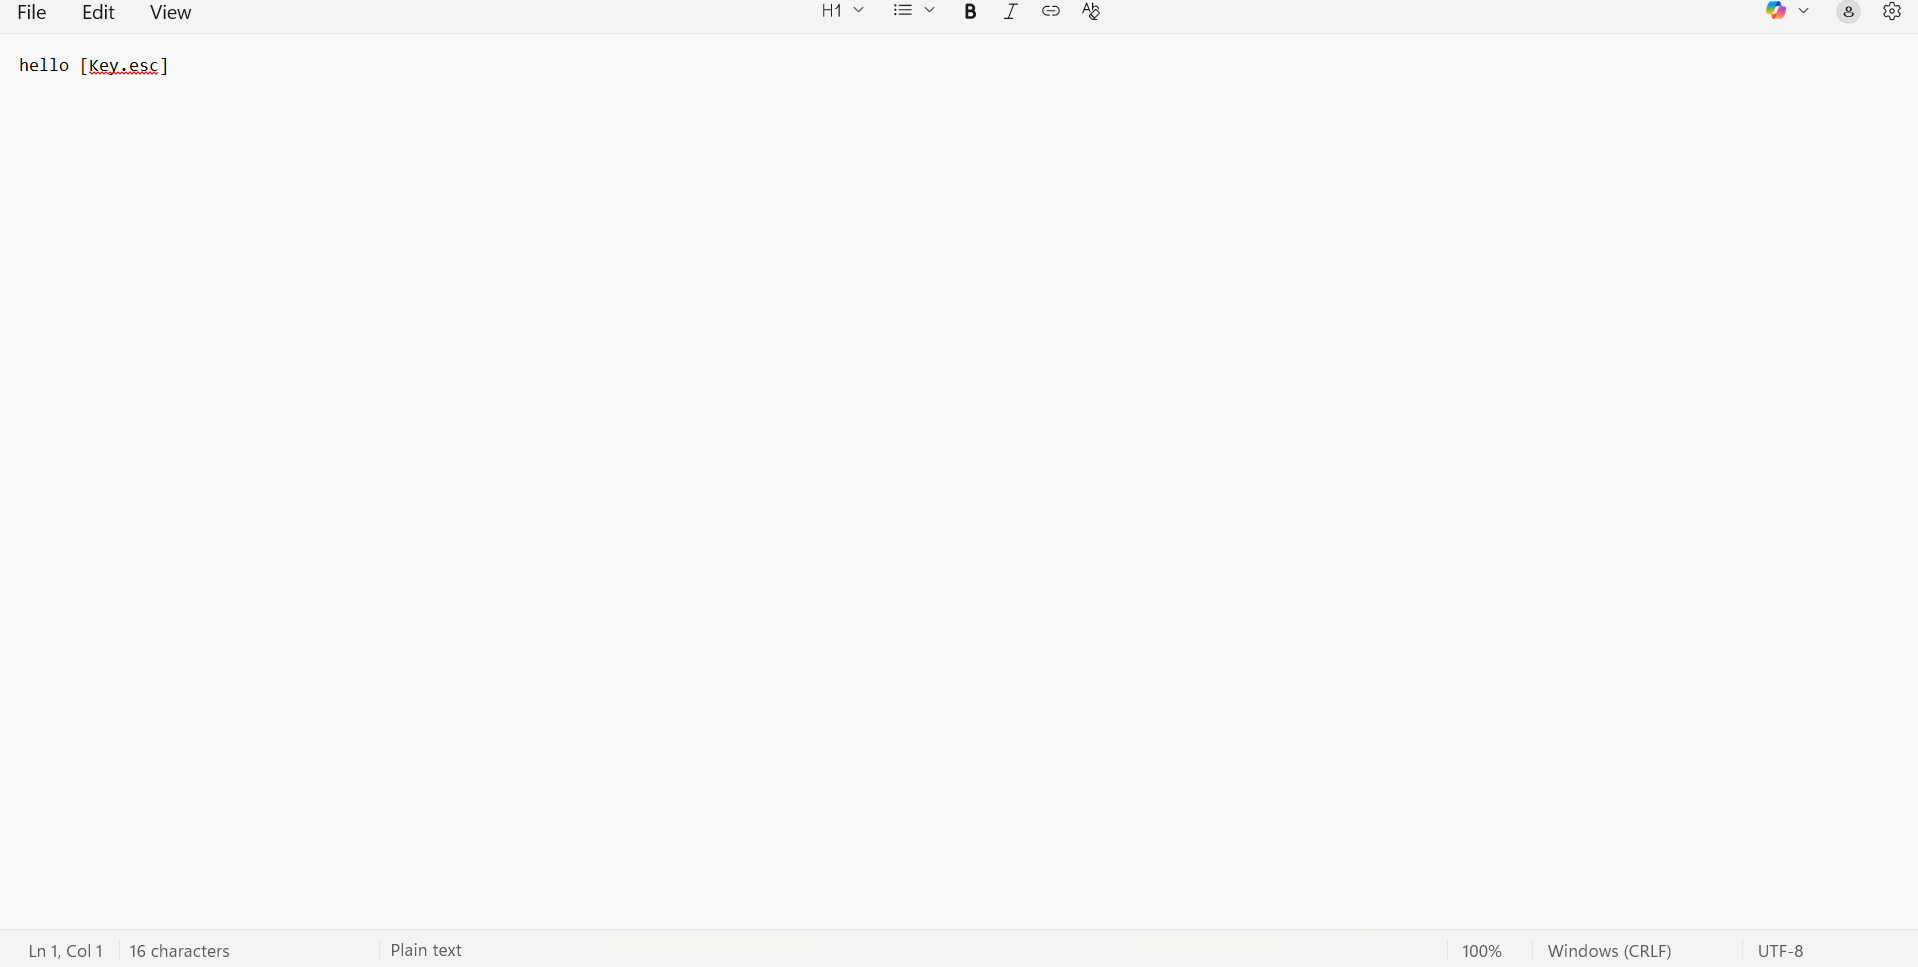 File Edit View H1 B I Ab
hello [Key.esc]
Ln 1, Col 1 16 characters Plain text 100% Windows (CRLF) UTF-8